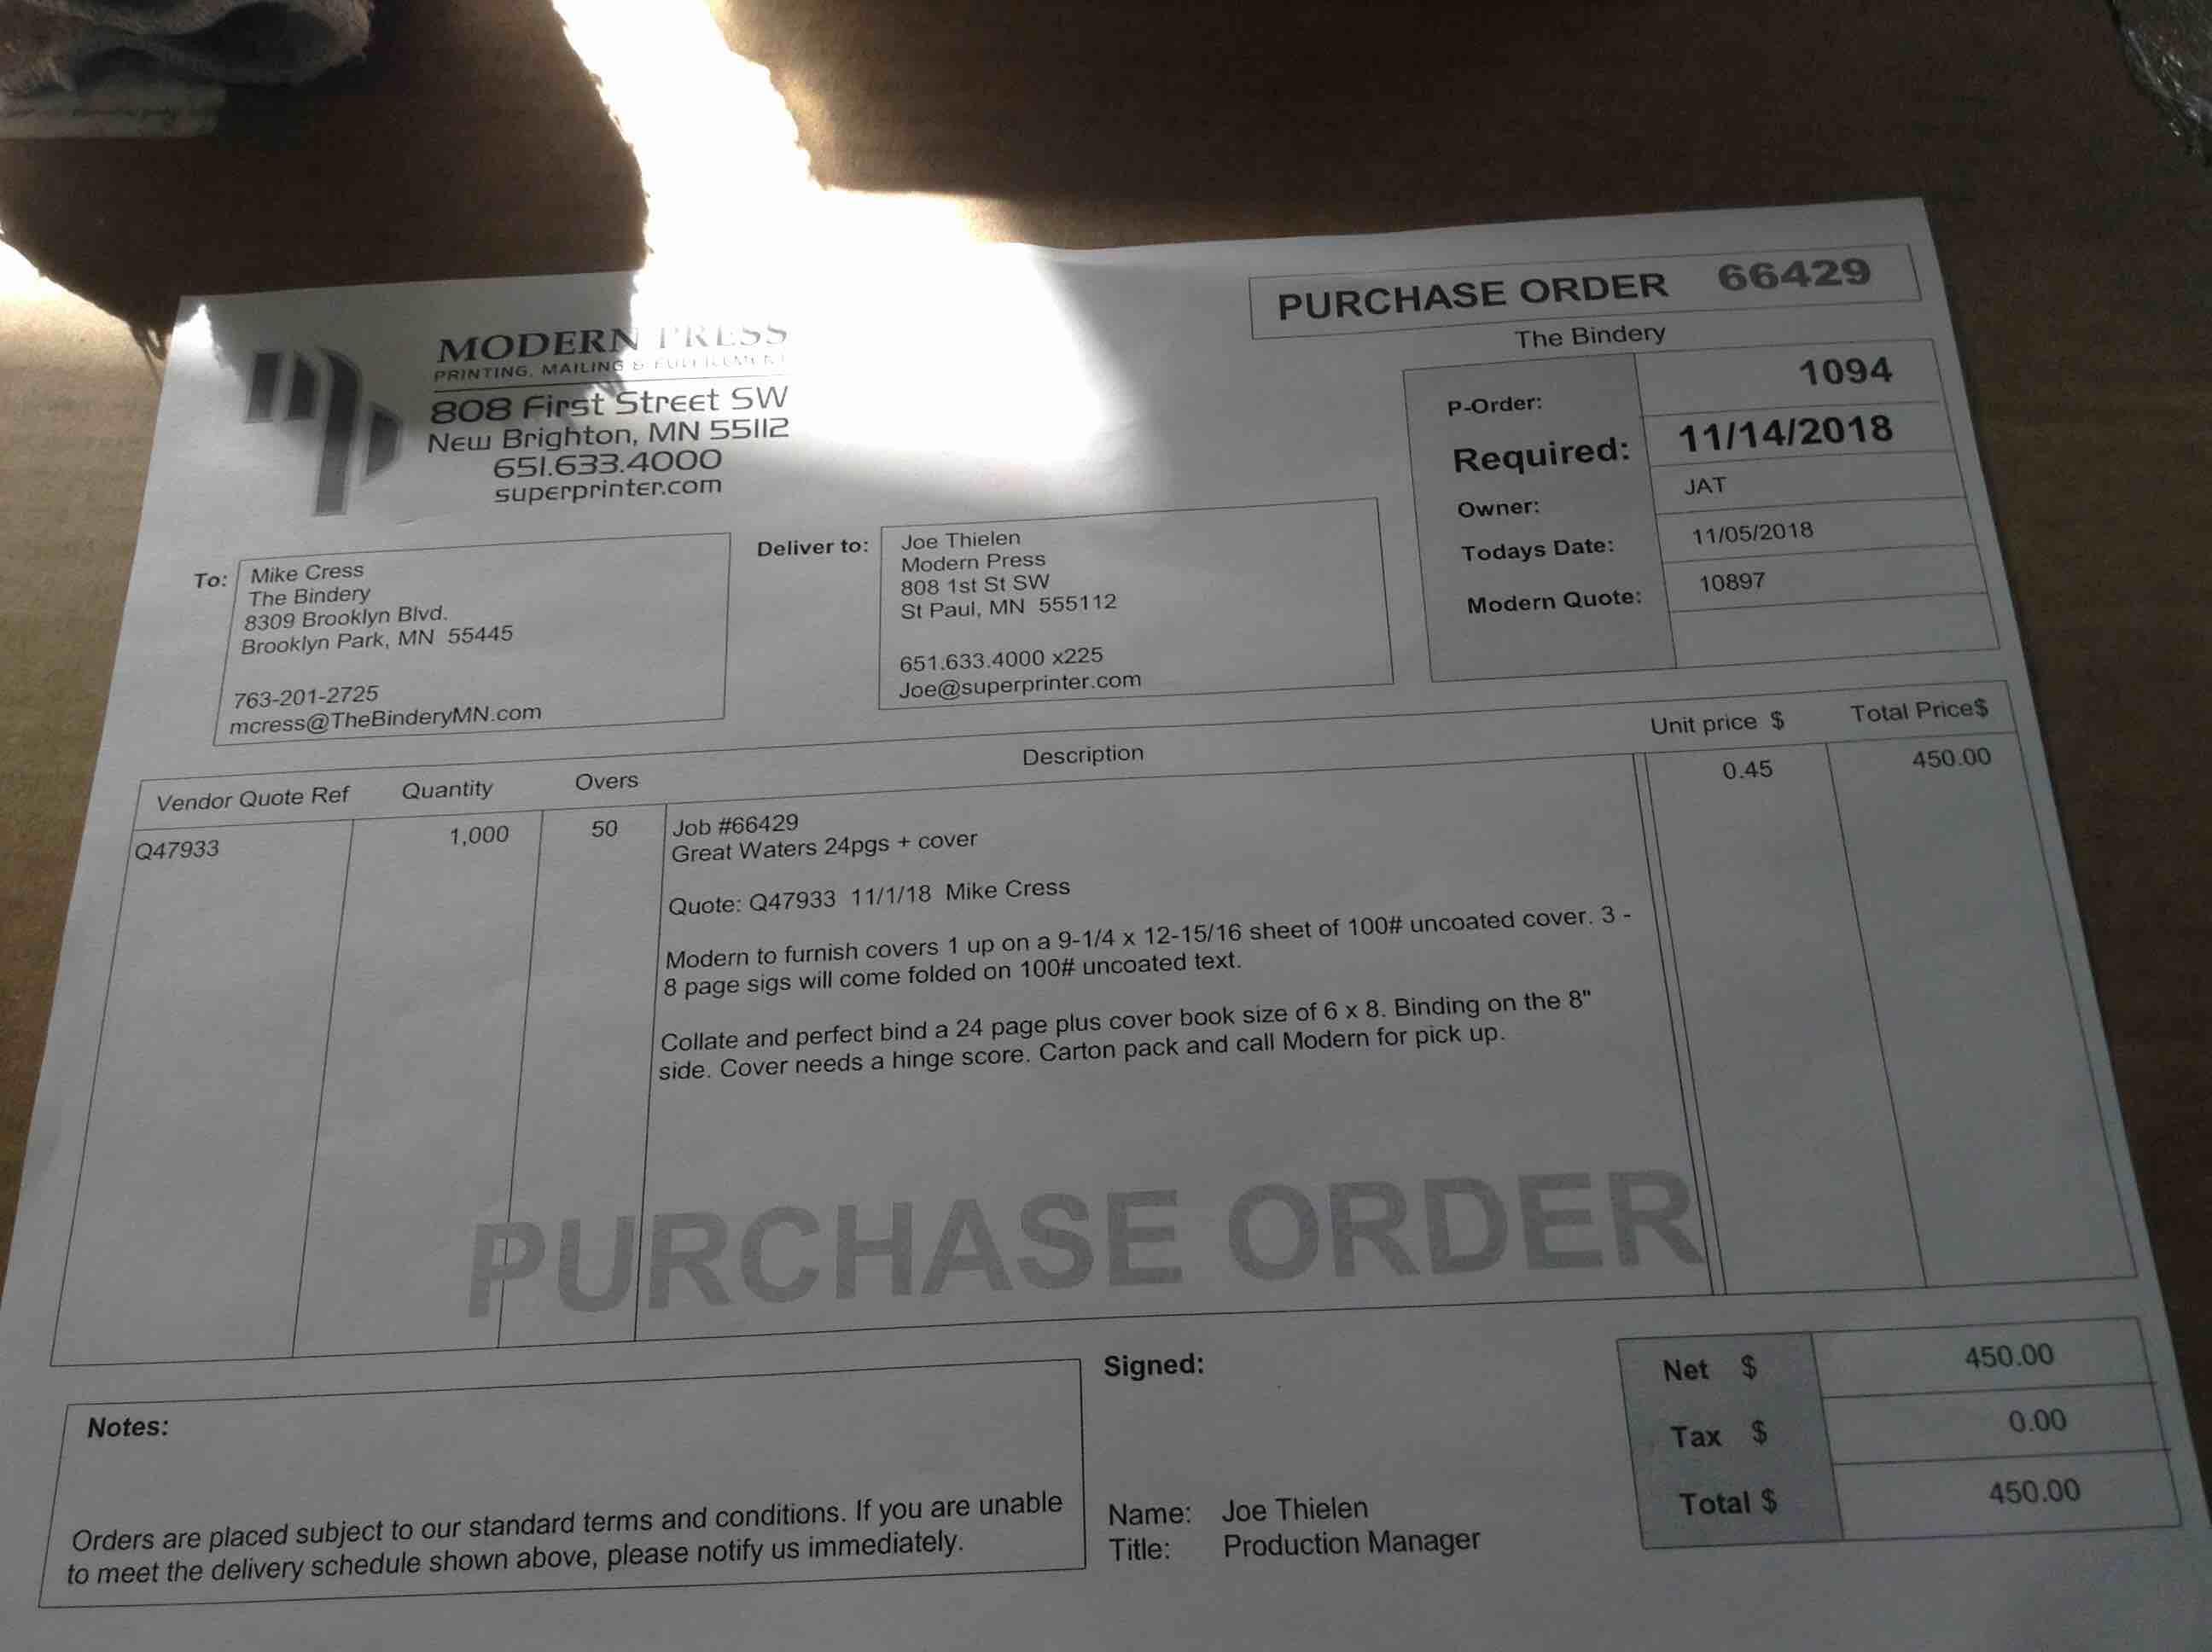 MODERN PRESS
PRINTING, MAILING & FULFILLMENT
808 First Street SW
New Brighton, MN 55112
651.633.4000
superprinter.com
PURCHASE ORDER 66429
The Bindery
P-Order: 1094
Required: 11/14/2018
Owner: JAT
Todays Date: 11/05/2018
Modern Quote: 10897
To:
Mike Cress
The Bindery
8309 Brooklyn Blvd.
Brooklyn Park, MN 55445
763-201-2725
mcress@TheBinderyMN.com
Deliver to:
Joe Thielen
Modern Press
808 1st St SW
St Paul, MN 555112
651.633.4000 x225
Joe@superprinter.com
Vendor Quote Ref Quantity Overs Description Unit price $ Total Price$
Q47933 1,000 50 Job #66429 0.45 450.00
Great Waters 24pgs + cover
Quote: Q47933 11/1/18 Mike Cress
Modern to furnish covers 1 up on a 9-1/4 x 12-15/16 sheet of 100# uncoated cover. 3 -
8 page sigs will come folded on 100# uncoated text.
Collate and perfect bind a 24 page plus cover book size of 6 x 8. Binding on the 8"
side. Cover needs a hinge score. Carton pack and call Modern for pick up.
PURCHASE ORDER
Notes:
Orders are placed subject to our standard terms and conditions. If you are unable
to meet the delivery schedule shown above, please notify us immediately.
Signed:
Name: Joe Thielen
Title: Production Manager
Net $ 450.00
Tax $ 0.00
Total $ 450.00